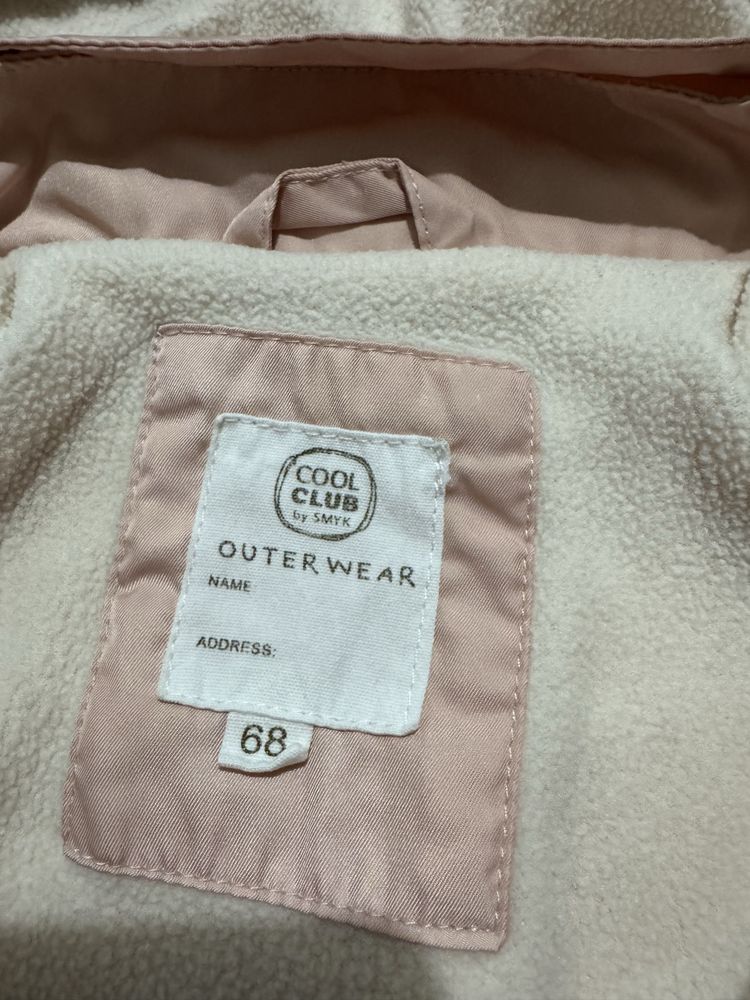 COOL
CLUB
by SMYK
OUTERWEAR
NAME
ADDRESS:
68